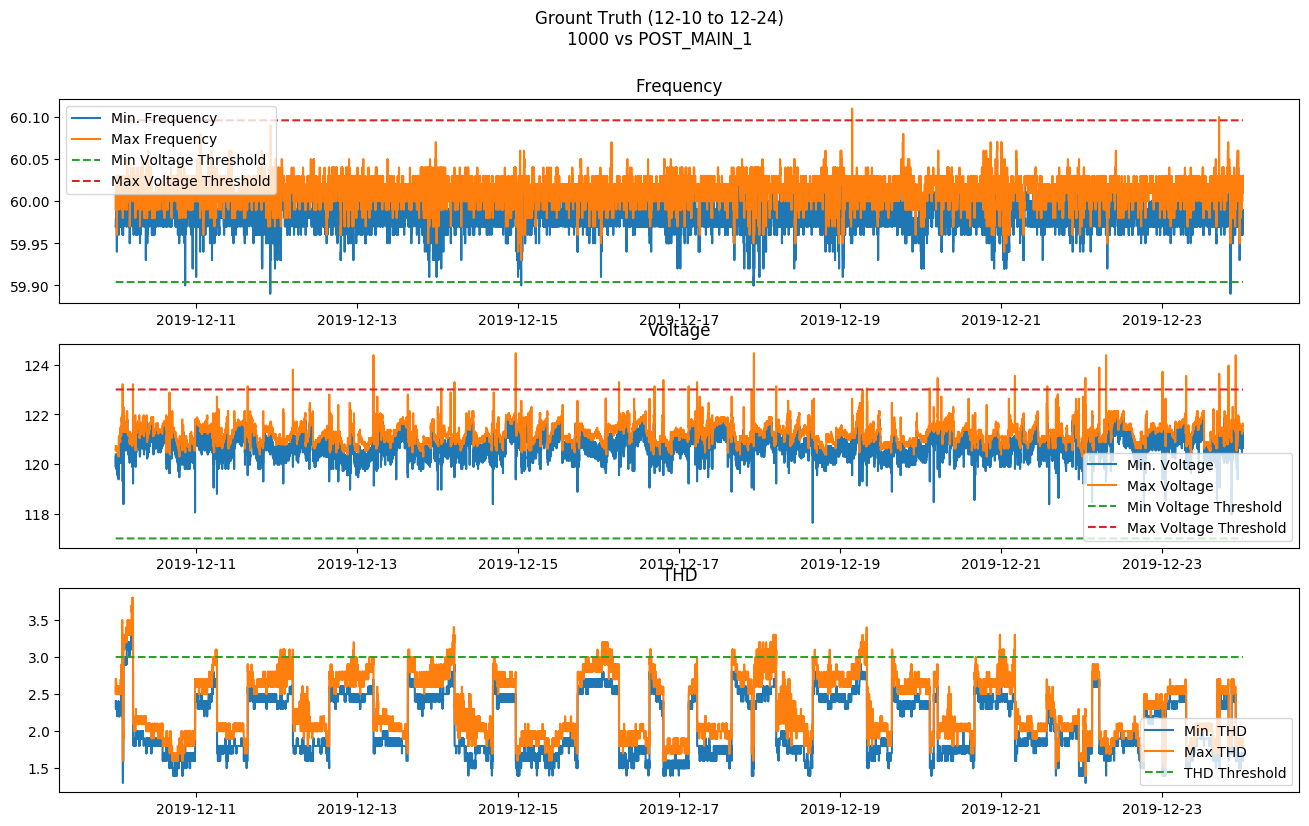 Grount Truth (12-10 to 12-24)
1000 vs POST_MAIN_1
Frequency
60.10
60.05
60.00
59.95
59.90
Min. Frequency
Max Frequency
Min Voltage Threshold
Max Voltage Threshold
2019-12-11 2019-12-13 2019-12-15 2019-12-17 2019-12-19 2019-12-21 2019-12-23
Voltage
124
122
120
118
Min. Voltage
Max Voltage
Min Voltage Threshold
Max Voltage Threshold
2019-12-11 2019-12-13 2019-12-15 2019-12-17 2019-12-19 2019-12-21 2019-12-23
THD
3.5
3.0
2.5
2.0
1.5
Min. THD
Max THD
THD Threshold
2019-12-11 2019-12-13 2019-12-15 2019-12-17 2019-12-19 2019-12-21 2019-12-23